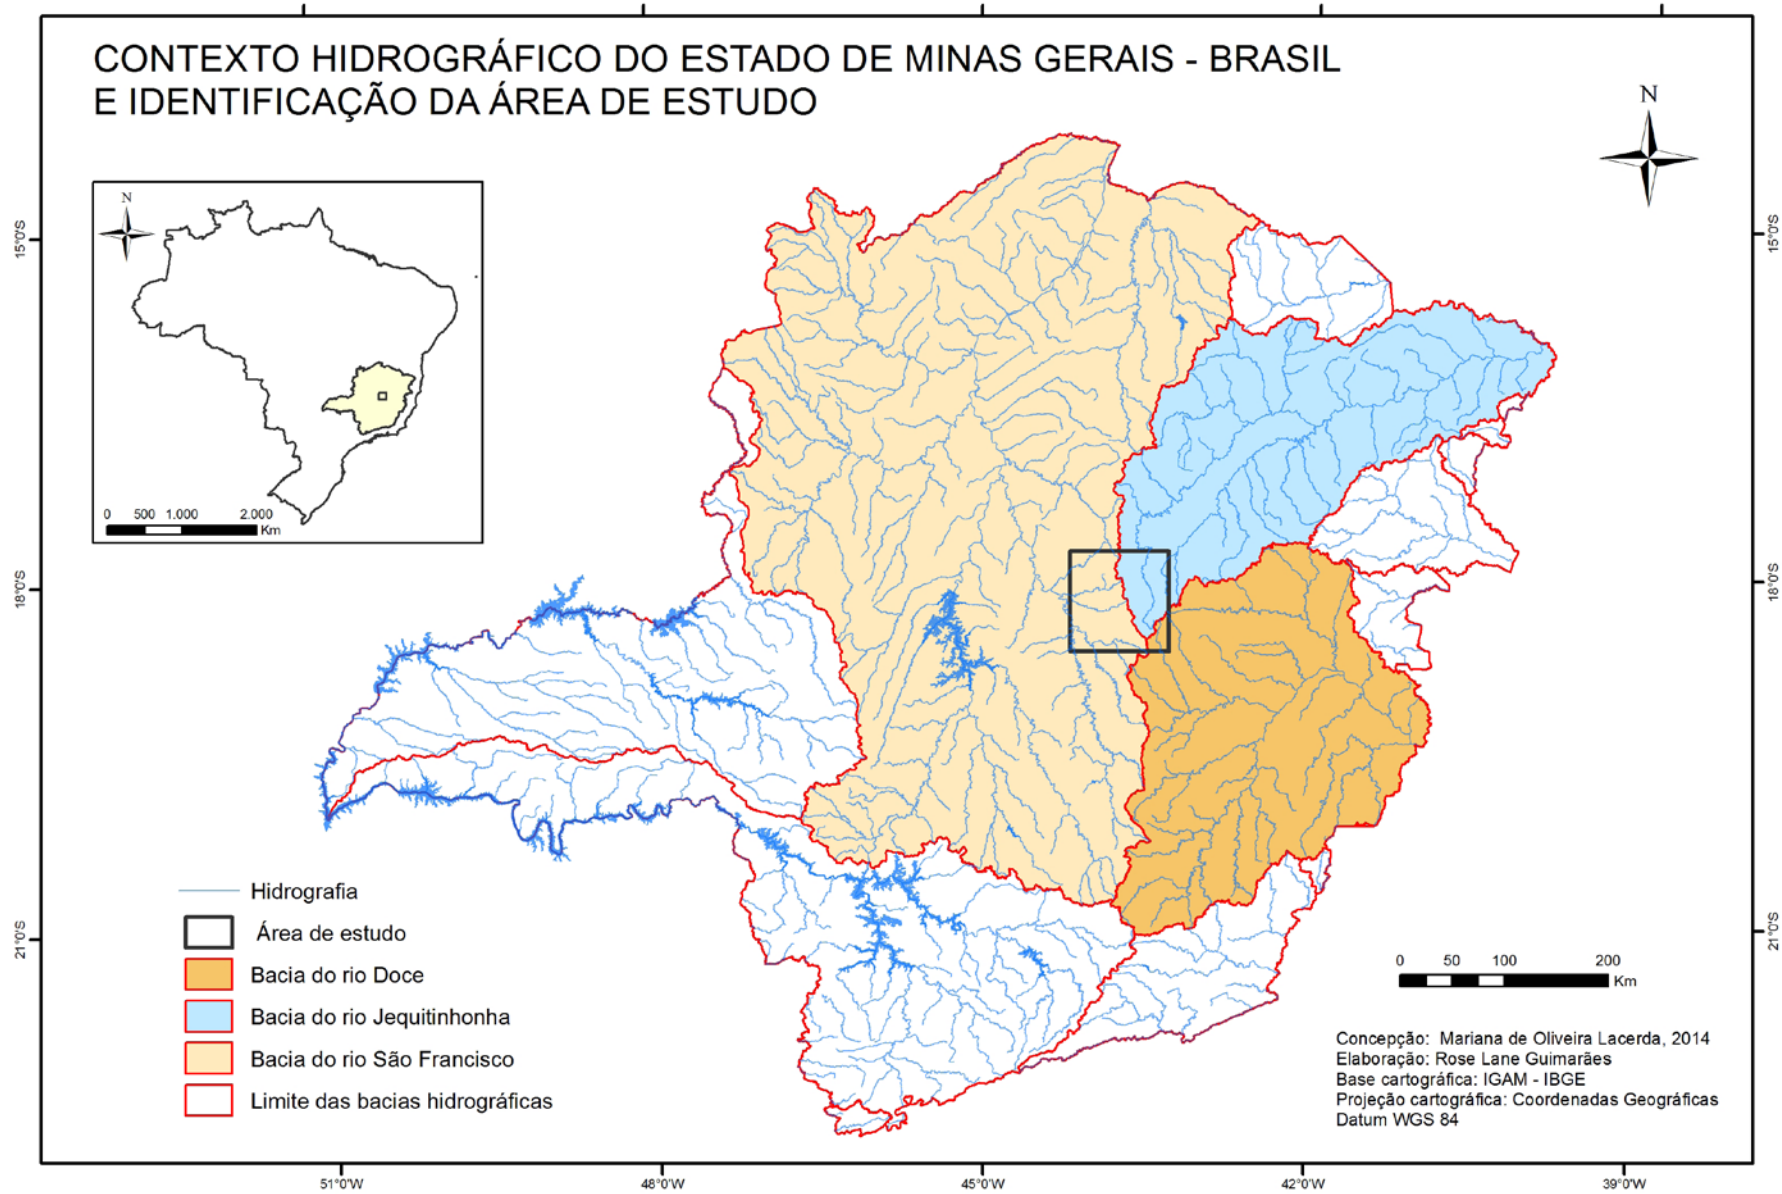 CONTEXTO HIDROGRÁFICO DO ESTADO DE MINAS GERAIS - BRASIL
E IDENTIFICAÇÃO DA ÁREA DE ESTUDO
N
N
15°0'S
15°0'S
0 500 1.000 2.000 Km
18°0'S
18°0'S
Hidrografia
Área de estudo
Bacia do rio Doce
Bacia do rio Jequitinhonha
Bacia do rio São Francisco
Limite das bacias hidrográficas
21°0'S
21°0'S
0 50 100 200 Km
Concepção: Mariana de Oliveira Lacerda, 2014
Elaboração: Rose Lane Guimarães
Base cartográfica: IGAM - IBGE
Projeção cartográfica: Coordenadas Geográficas
Datum WGS 84
51°0'W 48°0'W 45°0'W 42°0'W 39°0'W